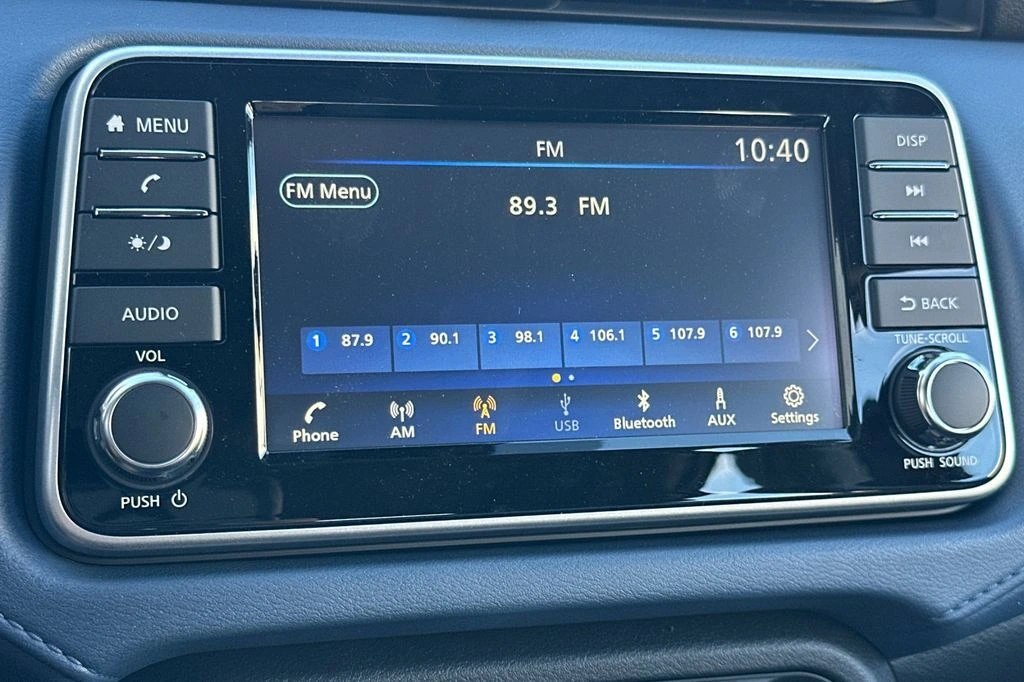 MENU
AUDIO
VOL
PUSH
FM
10:40
FM Menu
89.3 FM
1 87.9 2 90.1 3 98.1 4 106.1 5 107.9 6 107.9
Phone AM FM USB Bluetooth AUX Settings
DISP
BACK
TUNE-SCROLL
PUSH SOUND